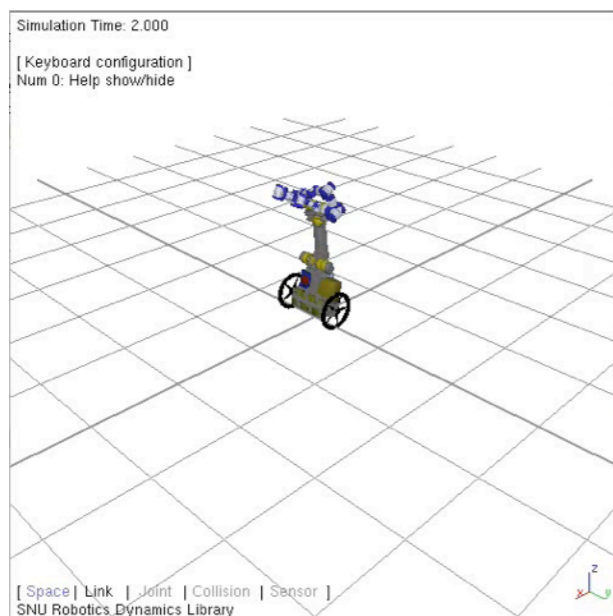 Simulation Time: 2.000
[ Keyboard configuration ]
Num 0: Help show/hide
z
x
y
[ Space | Link | Joint | Collision | Sensor ]
SNU Robotics Dynamics Library